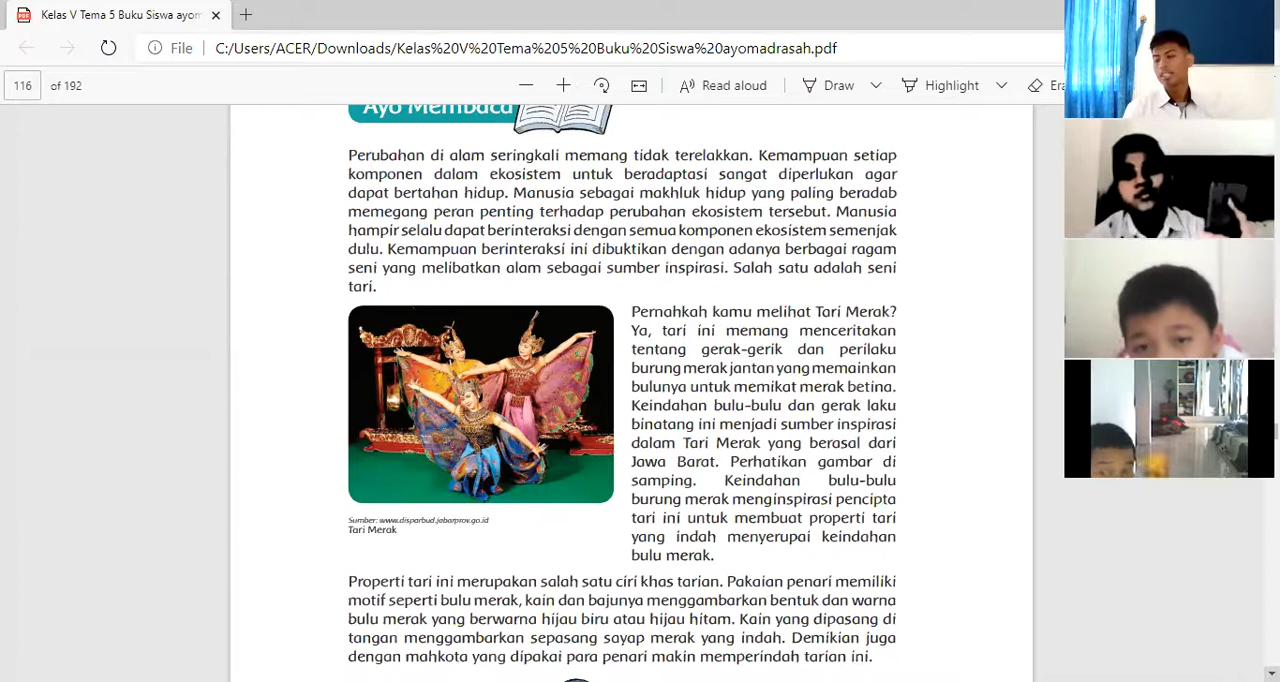 Kelas V Tema 5 Buku Siswa ayom
File
C:/Users/ACER/Downloads/Kelas%20V%20Tema%205%20Buku%20Siswa%20ayomadrasah.pdf
116 of 192
Read aloud
Draw
Highlight
Era
Ayo Membaca
Perubahan di alam seringkali memang tidak terelakkan. Kemampuan setiap
komponen dalam ekosistem untuk beradaptasi sangat diperlukan agar
dapat bertahan hidup. Manusia sebagai makhluk hidup yang paling beradab
memegang peran penting terhadap perubahan ekosistem tersebut. Manusia
hampir selalu dapat berinteraksi dengan semua komponen ekosistem semenjak
dulu. Kemampuan berinteraksi ini dibuktikan dengan adanya berbagai ragam
seni yang melibatkan alam sebagai sumber inspirasi. Salah satu adalah seni
tari.
Pernahkah kamu melihat Tari Merak?
Ya, tari ini memang menceritakan
tentang gerak-gerik dan perilaku
burung merak jantan yang memainkan
bulunya untuk memikat merak betina.
Keindahan bulu-bulu dan gerak laku
binatang ini menjadi sumber inspirasi
dalam Tari Merak yang berasal dari
Jawa Barat. Perhatikan gambar di
samping. Keindahan bulu-bulu
burung merak menginspirasi pencipta
tari ini untuk membuat properti tari
yang indah menyerupai keindahan
bulu merak.
Sumber: www.disparbud.jabarprov.go.id
Tari Merak
Properti tari ini merupakan salah satu ciri khas tarian. Pakaian penari memiliki
motif seperti bulu merak, kain dan bajunya menggambarkan bentuk dan warna
bulu merak yang berwarna hijau biru atau hijau hitam. Kain yang dipasang di
tangan menggambarkan sepasang sayap merak yang indah. Demikian juga
dengan mahkota yang dipakai para penari makin memperindah tarian ini.